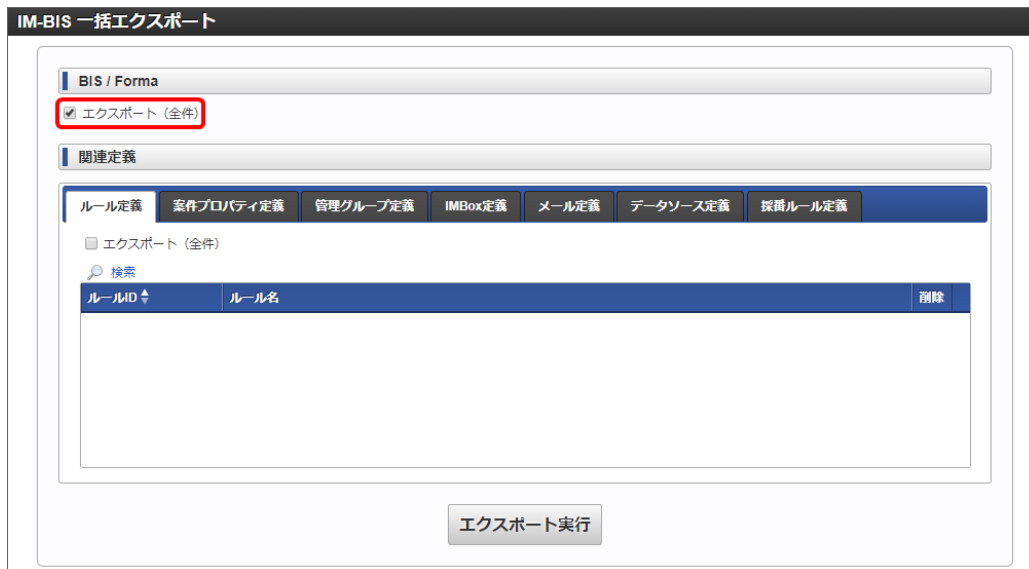 IM-BIS 一括エクスポート
BIS / Forma
エクスポート（全件）
関連定義
ルール定義 案件プロパティ定義 管理グループ定義 IMBox定義 メール定義 データソース定義 採番ルール定義
エクスポート（全件）
検索
ルールID ルール名 削除
エクスポート実行